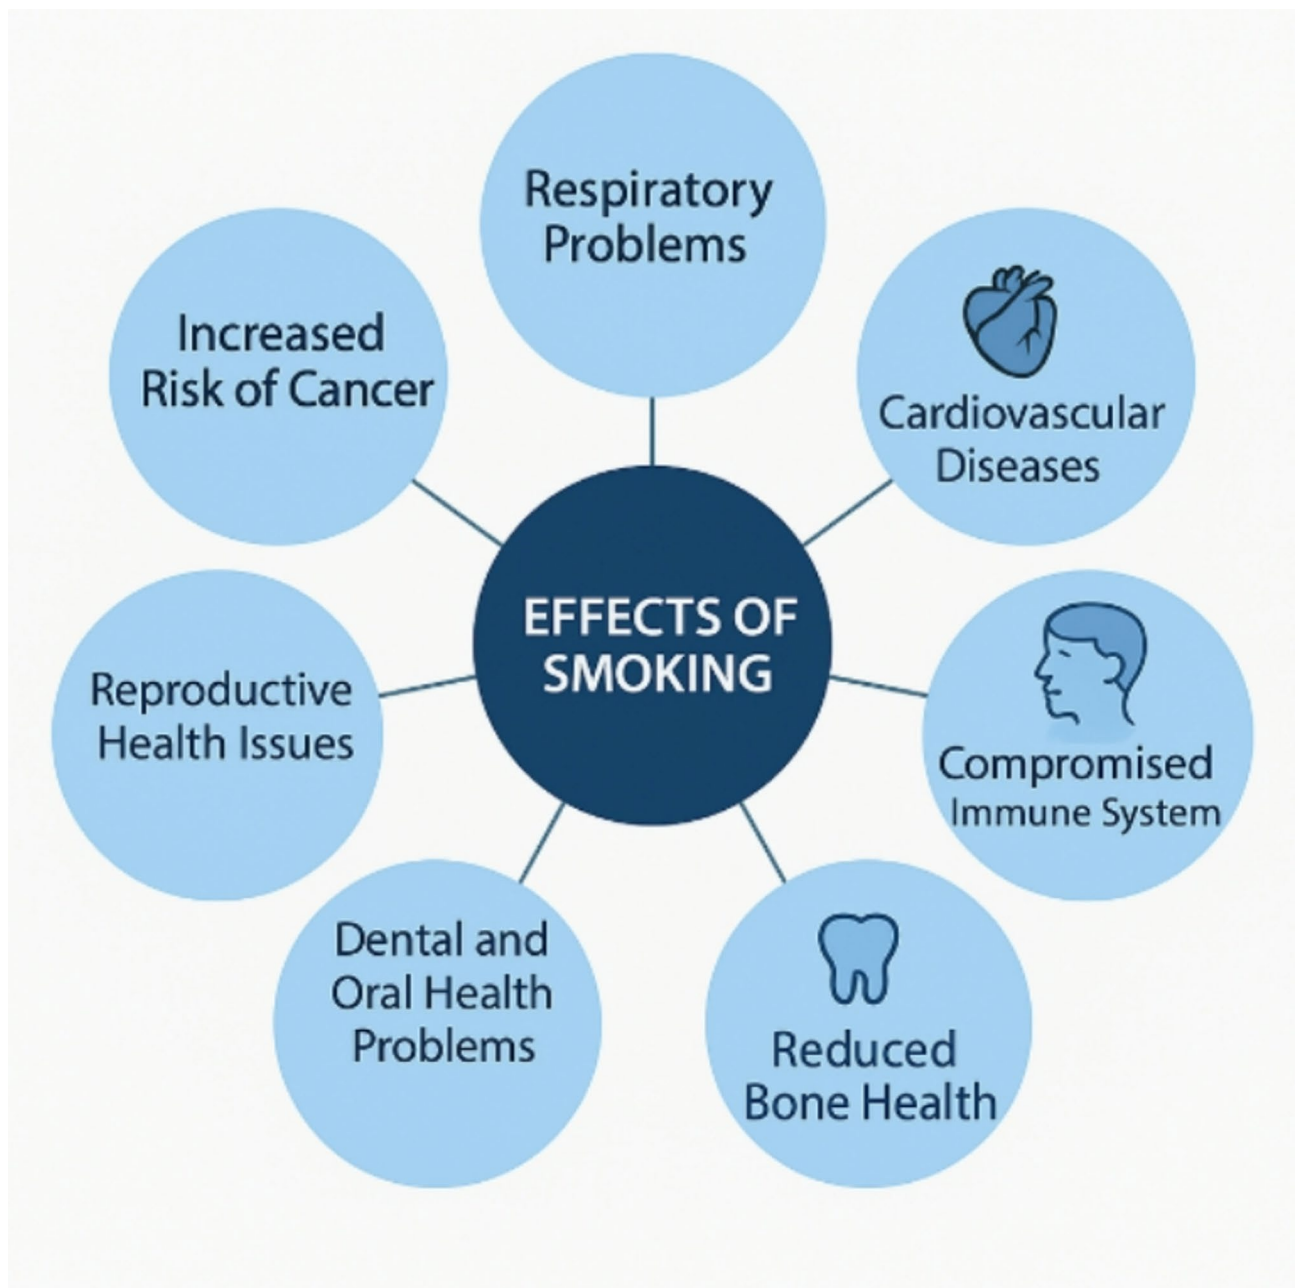 Respiratory
Problems
Cardiovascular
Diseases
Compromised
Immune System
Reduced
Bone Health
Dental and
Oral Health
Problems
Reproductive
Health Issues
Increased
Risk of Cancer
EFFECTS OF
SMOKING